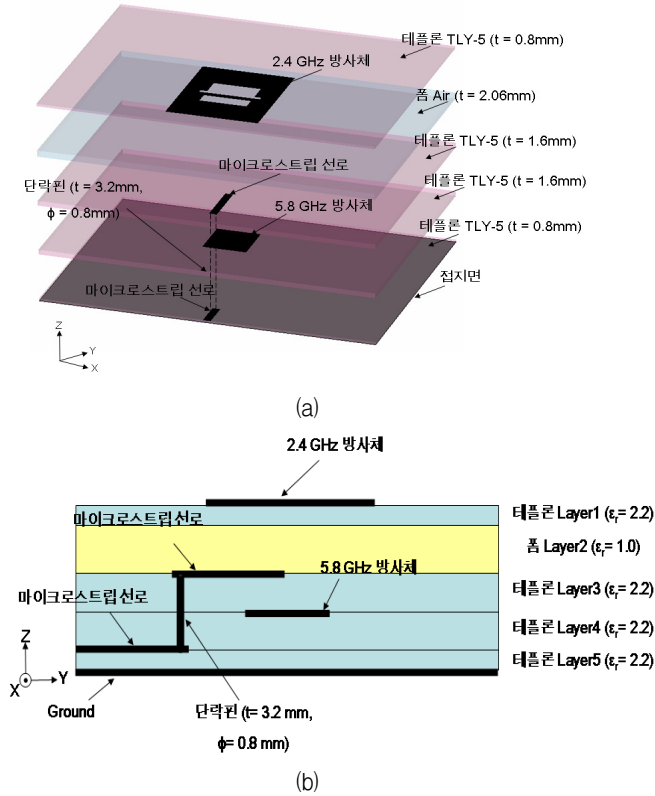 테플론 TLY-5 (t = 0.8mm)
2.4 GHz 방사체
폼 Air (t = 2.06mm)
마이크로스트립 선로
테플론 TLY-5 (t = 1.6mm)
단락핀 (t = 3.2mm,
ϕ = 0.8mm)
테플론 TLY-5 (t = 1.6mm)
5.8 GHz 방사체
테플론 TLY-5 (t = 0.8mm)
접지면
마이크로스트립 선로
Z
Y
X
(a)
2.4 GHz 방사체
마이크로스트립선로
테플론 Layer1 (εr= 2.2)
폼 Layer2 (εr= 1.0)
5.8 GHz 방사체
테플론 Layer3 (εr= 2.2)
마이크로스트립선로
테플론 Layer4 (εr= 2.2)
Z
테플론 Layer5 (εr= 2.2)
X
Y
Ground
단락핀 (t= 3.2 mm,
ϕ= 0.8 mm)
(b)